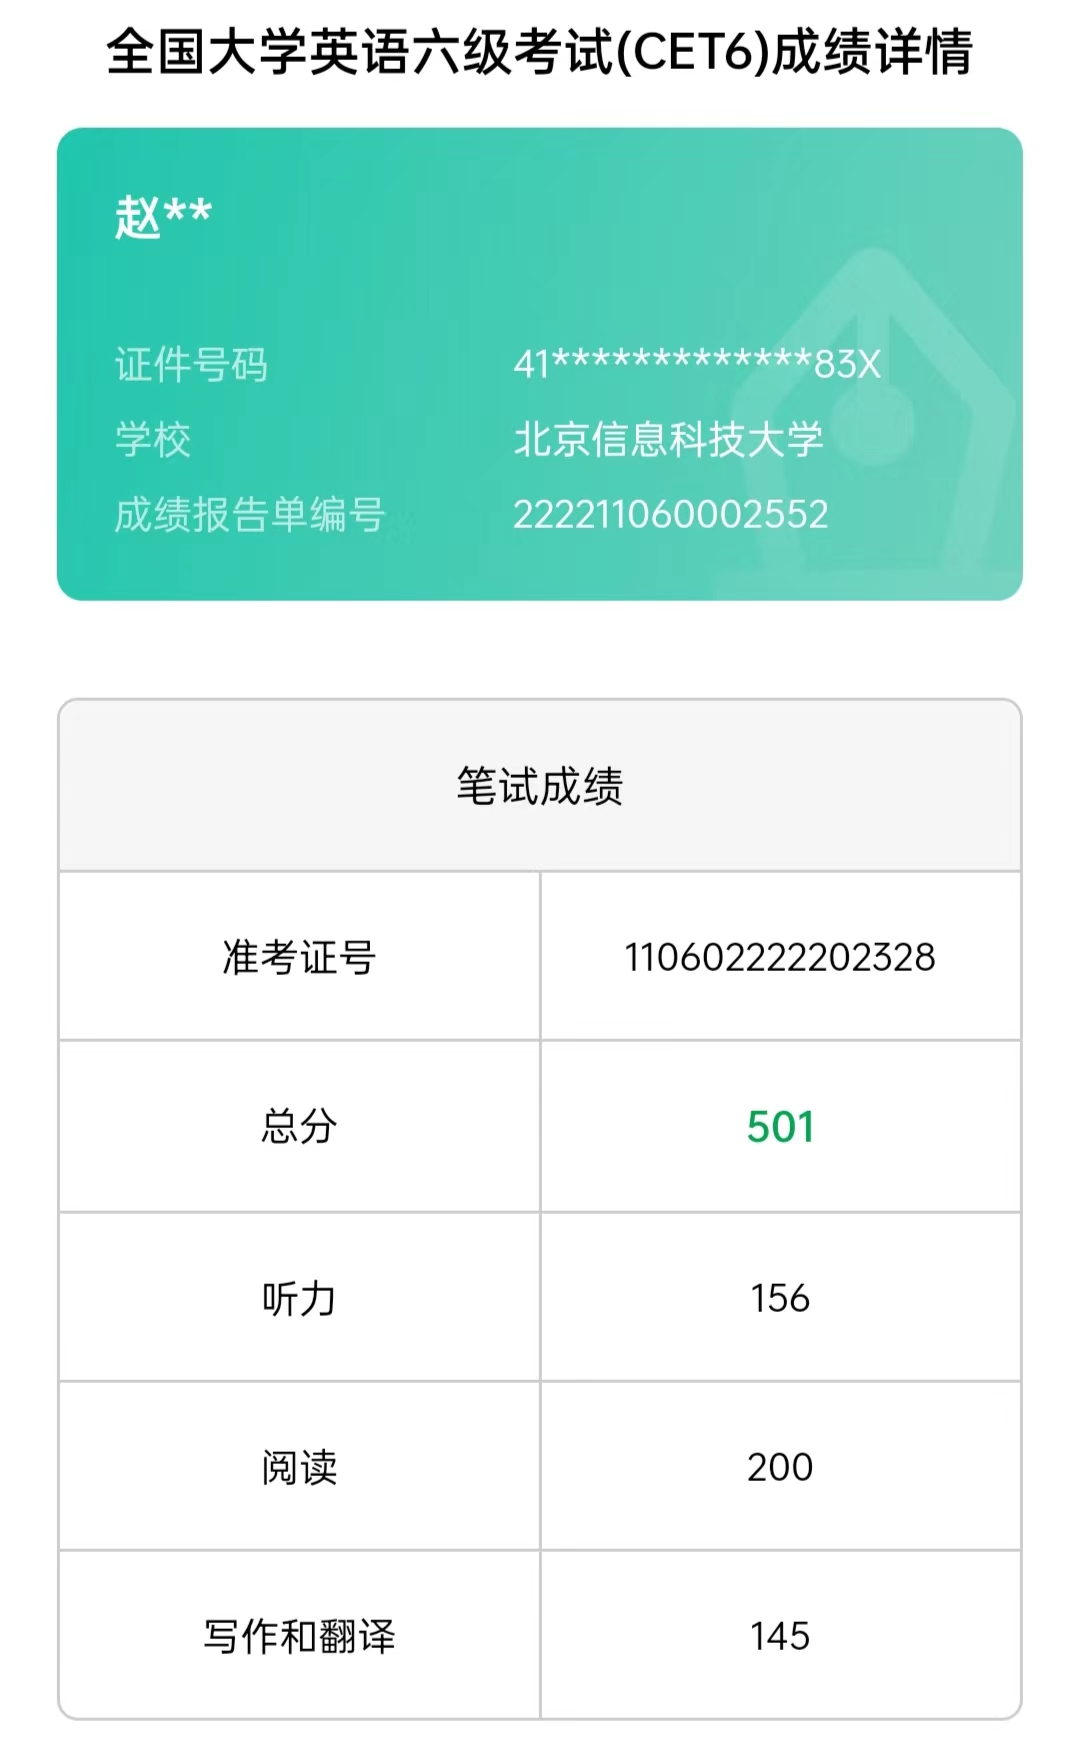 全国大学英语六级考试(CET6)成绩详情
赵**
证件号码 41*************83X
学校 北京信息科技大学
成绩报告单编号 222211060002552
笔试成绩
准考证号 110602222202328
总分 501
听力 156
阅读 200
写作和翻译 145